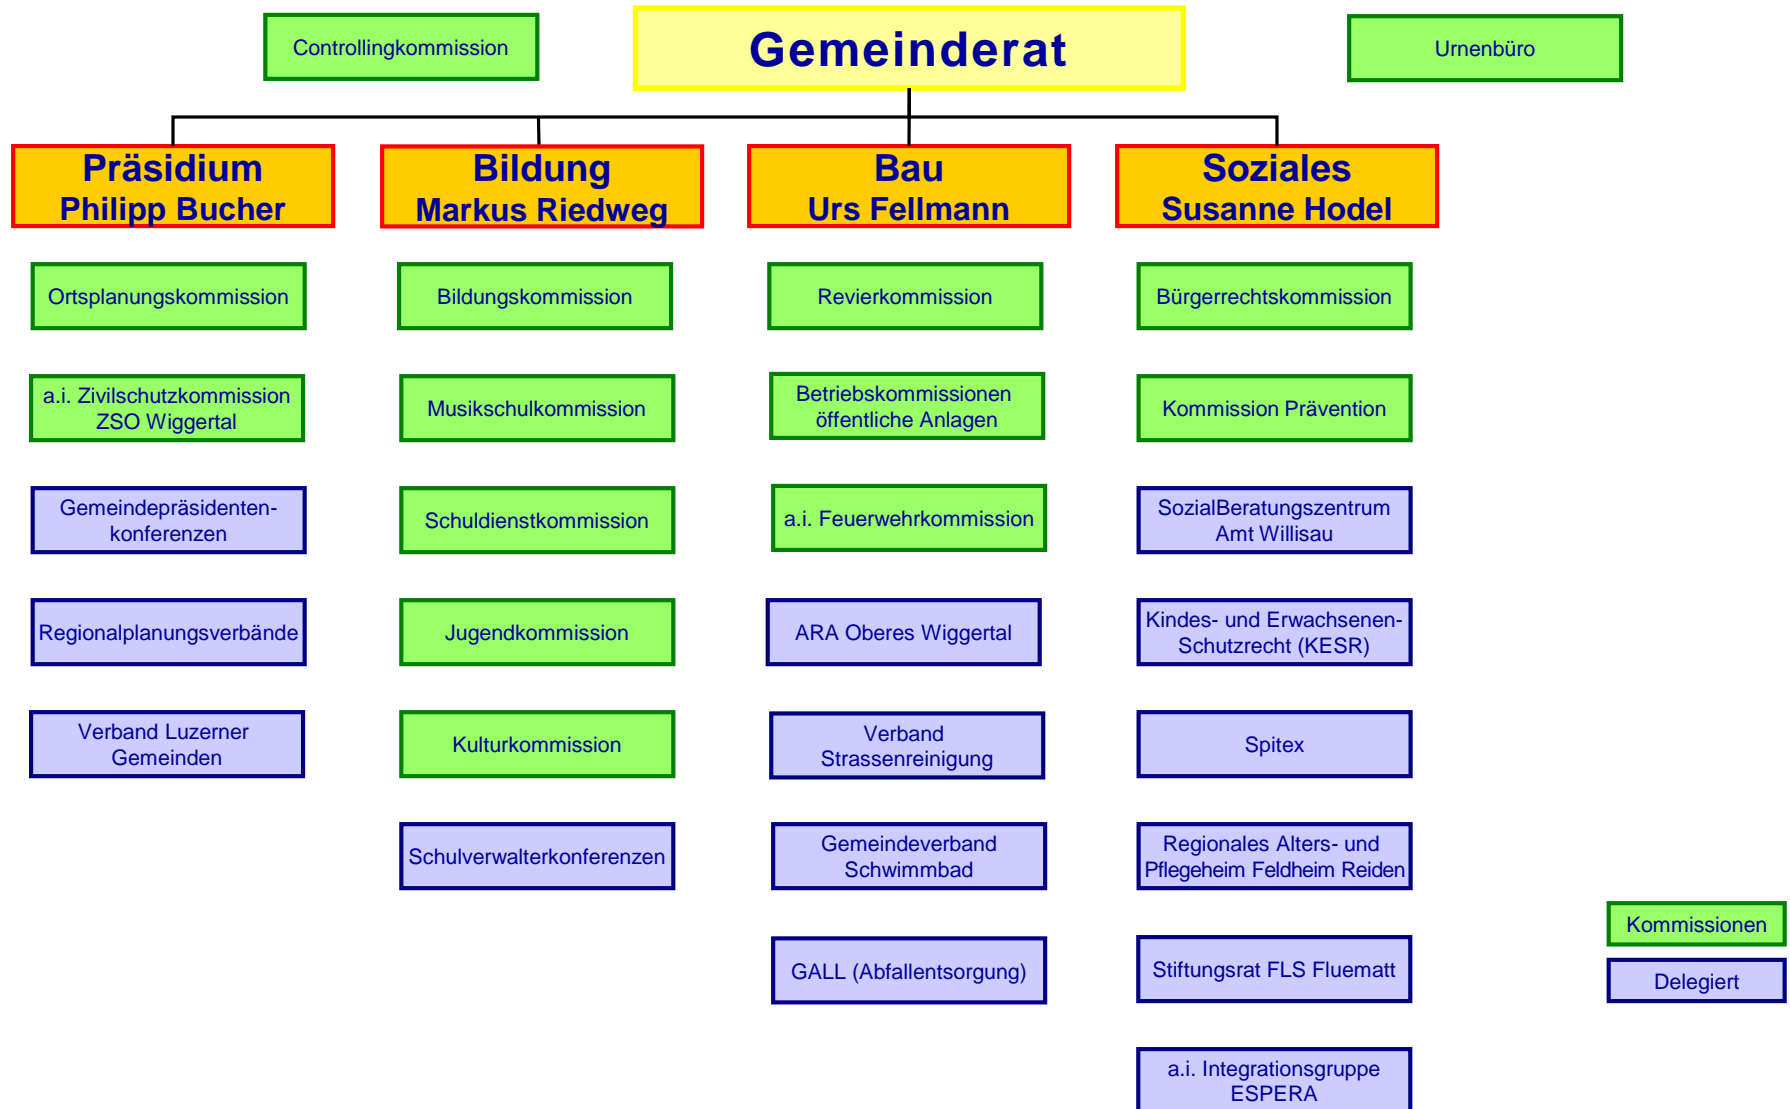 Controllingkommission
Gemeinderat
Urnenbüro
Präsidium
Philipp Bucher
Bildung
Markus Riedweg
Bau
Urs Fellmann
Soziales
Susanne Hodel
Ortsplanungskommission
a.i. Zivilschutzkommission
ZSO Wiggertal
Gemeindepräsidenten-
konferenzen
Regionalplanungsverbände
Verband Luzerner
Gemeinden
Bildungskommission
Musikschulkommission
Schuldienstkommission
Jugendkommission
Kulturkommission
Schulverwalterkonferenzen
Revierkommission
Betriebskommissionen
öffentliche Anlagen
a.i. Feuerwehrkommission
ARA Oberes Wiggertal
Verband
Strassenreinigung
Gemeindeverband
Schwimmbad
GALL (Abfallentsorgung)
Bürgerrechtskommission
Kommission Prävention
SozialBeratungszentrum
Amt Willisau
Kindes- und Erwachsenen-
Schutzrecht (KESR)
Spitex
Regionales Alters- und
Pflegeheim Feldheim Reiden
Stiftungsrat FLS Fluematt
a.i. Integrationsgruppe
ESPERA
Kommissionen
Delegiert